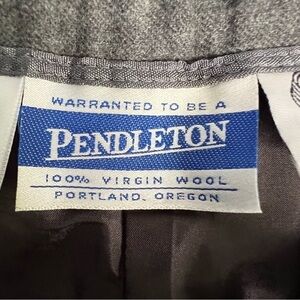 WARRANTED TO BE A
PENDLETON
100% VIRGIN WOOL
PORTLAND, OREGON